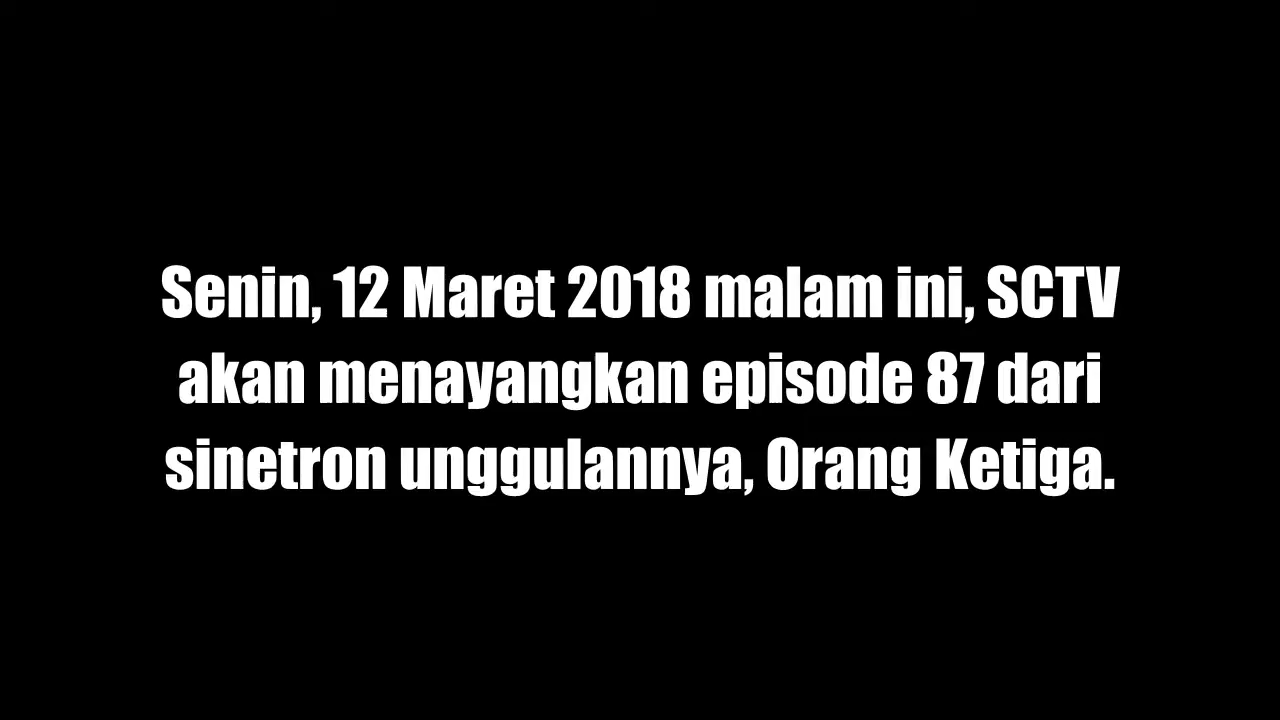 Senin, 12 Maret 2018 malam ini, SCTV
akan menayangkan episode 87 dari
sinetron unggulannya, Orang Ketiga.